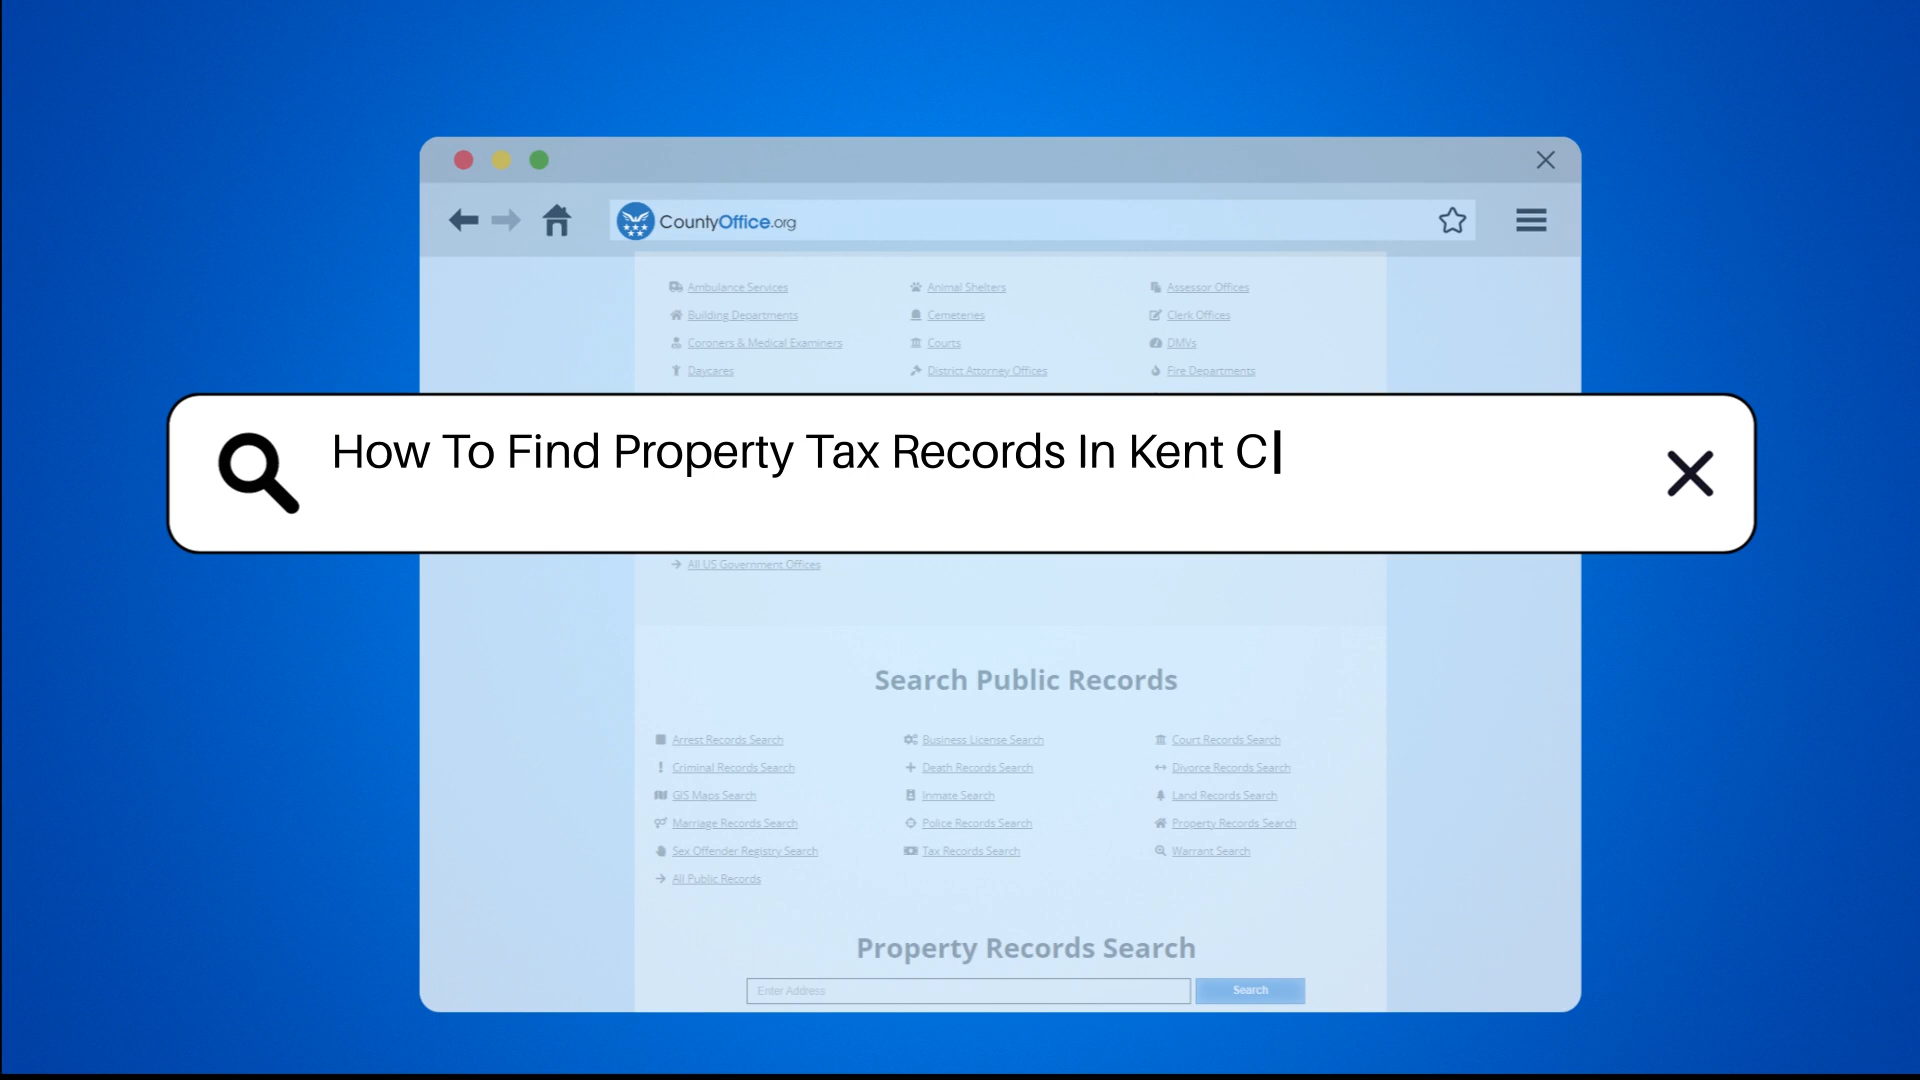 CountyOffice.org
Ambulance Services Animal Shelters Assessor Offices
Building Departments Cemeteries Clerk Offices
Coroners & Medical Examiners Courts DMVs
Daycares District Attorney Offices Fire Departments
How To Find Property Tax Records In Kent C
All US Government Offices
Search Public Records
Arrest Records Search Business License Search Court Records Search
Criminal Records Search Death Records Search Divorce Records Search
GIS Maps Search Inmate Search Land Records Search
Marriage Records Search Police Records Search Property Records Search
Sex Offender Registry Search Tax Records Search Warrant Search
All Public Records
Property Records Search
Enter Address Search